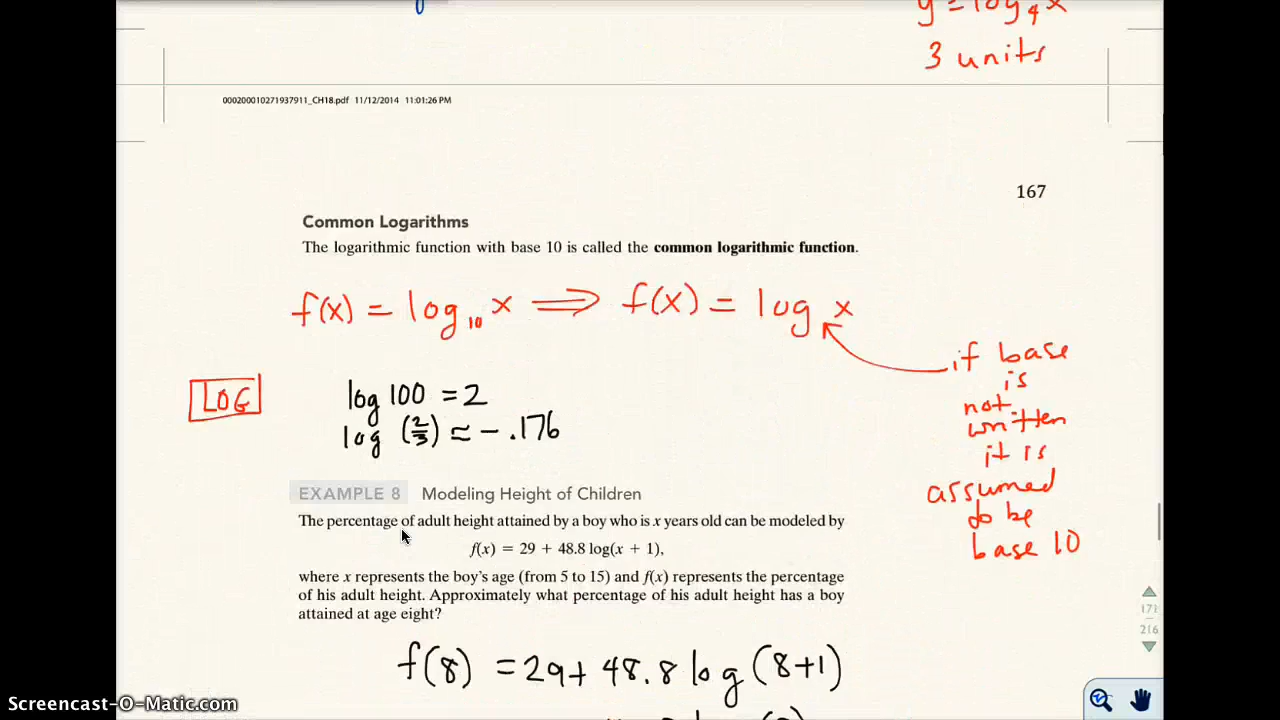 y = log₄ x
3 units
000200010271937911_CH18.pdf 11/12/2014 11:01:26 PM
167
Common Logarithms
The logarithmic function with base 10 is called the common logarithmic function.
f(x) = log₁₀ x ⟹ f(x) = log x
if base
is
not
written
it is
assumed
to be
base 10
LOG
log 100 = 2
log (2/3) ≈ -.176
EXAMPLE 8 Modeling Height of Children
The percentage of adult height attained by a boy who is x years old can be modeled by
f(x) = 29 + 48.8 log(x + 1),
where x represents the boy's age (from 5 to 15) and f(x) represents the percentage
of his adult height. Approximately what percentage of his adult height has a boy
attained at age eight?
f(8) = 29 + 48.8 log (8+1)
171
216
Screencast-O-Matic.com